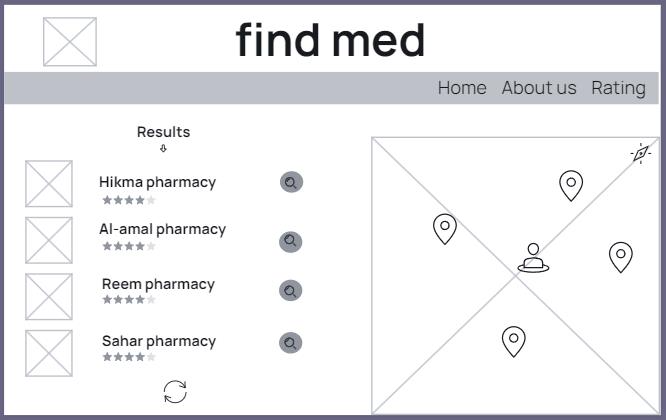 find med
Home About us Rating
Results
Hikma pharmacy
Al-amal pharmacy
Reem pharmacy
Sahar pharmacy